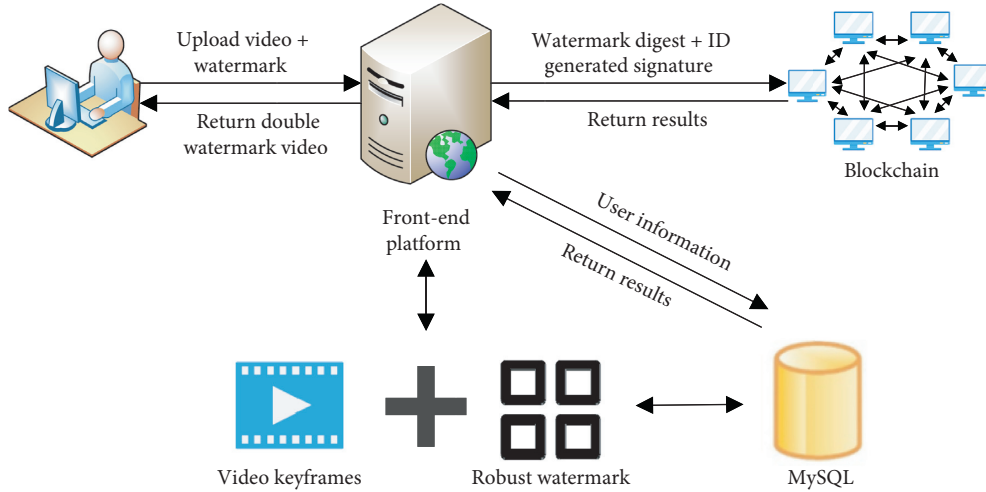 Upload video +
watermark
Return double
watermark video
Watermark digest + ID
generated signature
Return results
Blockchain
Front-end
platform
User information
Return results
Video keyframes
Robust watermark
MySQL